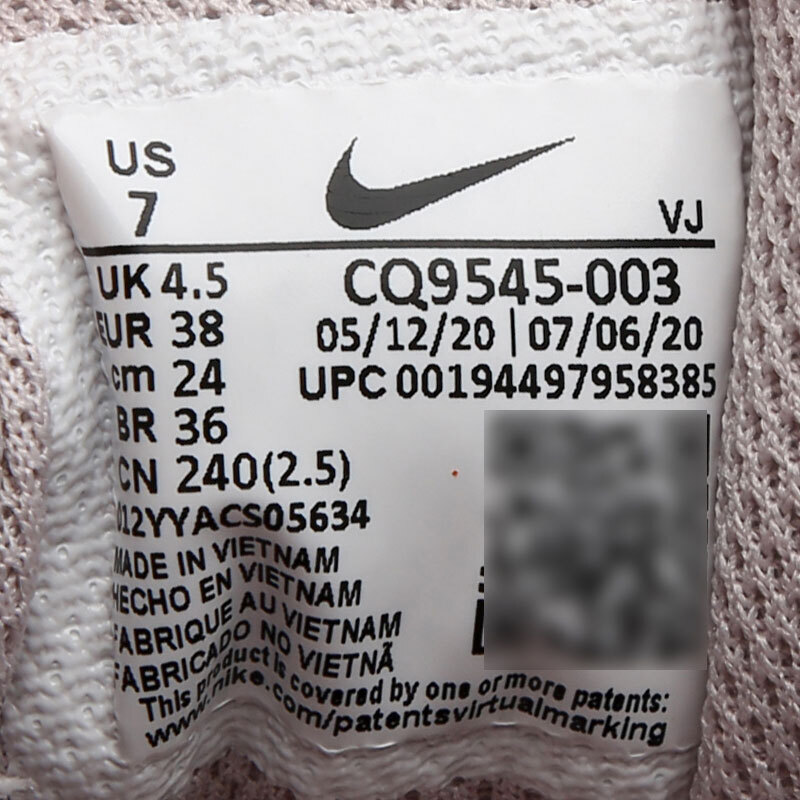 US
7
VJ
UK 4.5
CQ9545-003
EUR 38
05/12/20 | 07/06/20
cm 24
UPC 00194497958385
BR 36
CN 240(2.5)
012YYACS05634
MADE IN VIETNAM
HECHO EN VIETNAM
FABRIQUE AU VIETNAM
FABRICADO NO VIETNÃ
This product is covered by one or more patents:
www.nike.com/patentsvirtualmarking